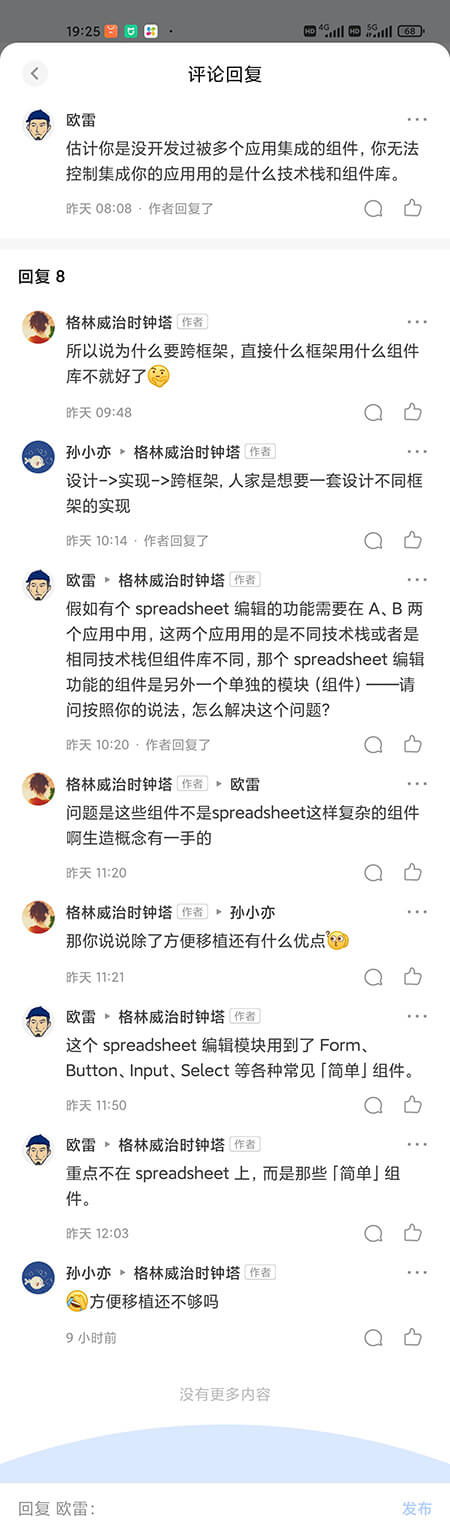 19:25
HD 4G HD 5G 68
评论回复
欧雷
估计你是没开发过被多个应用集成的组件，你无法
控制集成你的应用用的是什么技术栈和组件库。
昨天 08:08 · 作者回复了
回复 8
格林威治时钟塔 作者
所以说为什么要跨框架，直接什么框架用什么组件
库不就好了🤔
昨天 09:48
孙小亦 ▸ 格林威治时钟塔 作者
设计->实现->跨框架，人家是想要一套设计不同框
架的实现
昨天 10:14 · 作者回复了
欧雷 ▸ 格林威治时钟塔 作者
假如有个 spreadsheet 编辑的功能需要在 A、B 两
个应用中用，这两个应用用的是不同技术栈或者是
相同技术栈但组件库不同，那个 spreadsheet 编辑
功能的组件是另外一个单独的模块（组件）——请
问按照你的说法，怎么解决这个问题？
昨天 10:20 · 作者回复了
格林威治时钟塔 作者 ▸ 欧雷
问题是这些组件不是spreadsheet这样复杂的组件
啊生造概念有一手的
昨天 11:20
格林威治时钟塔 作者 ▸ 孙小亦
那你说说除了方便移植还有什么优点
昨天 11:21
欧雷 ▸ 格林威治时钟塔 作者
这个 spreadsheet 编辑模块用到了 Form、
Button、Input、Select 等各种常见「简单」组件。
昨天 11:50
欧雷 ▸ 格林威治时钟塔 作者
重点不在 spreadsheet 上，而是那些「简单」组
件。
昨天 12:03
孙小亦 ▸ 格林威治时钟塔 作者
🤣方便移植还不够吗
9 小时前
没有更多内容
回复 欧雷： 发布